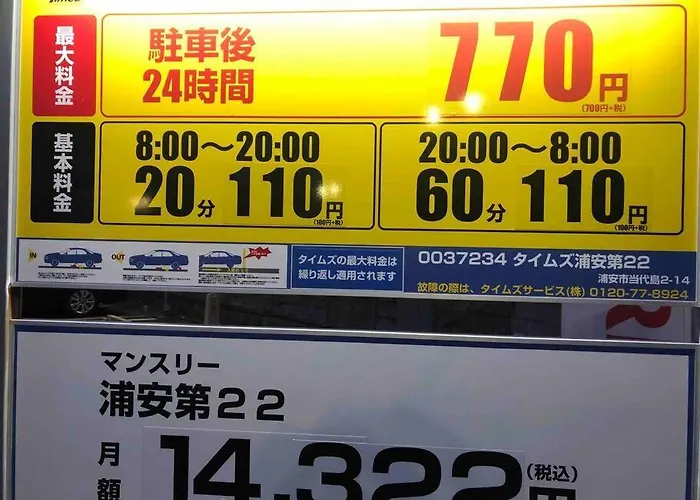 最大料金
駐車後
24時間
770円
(700円+税)
基本料金
8:00～20:00
20分 110円
(100円+税)
20:00～8:00
60分 110円
(100円+税)
IN
OUT
タイムズの最大料金は
繰り返し適用されます
0037234 タイムズ浦安第22
浦安市当代島2-14
故障の際は、タイムズサービス(株) 0120-77-8924
マンスリー
浦安第22
月額 14,322円
(税込)